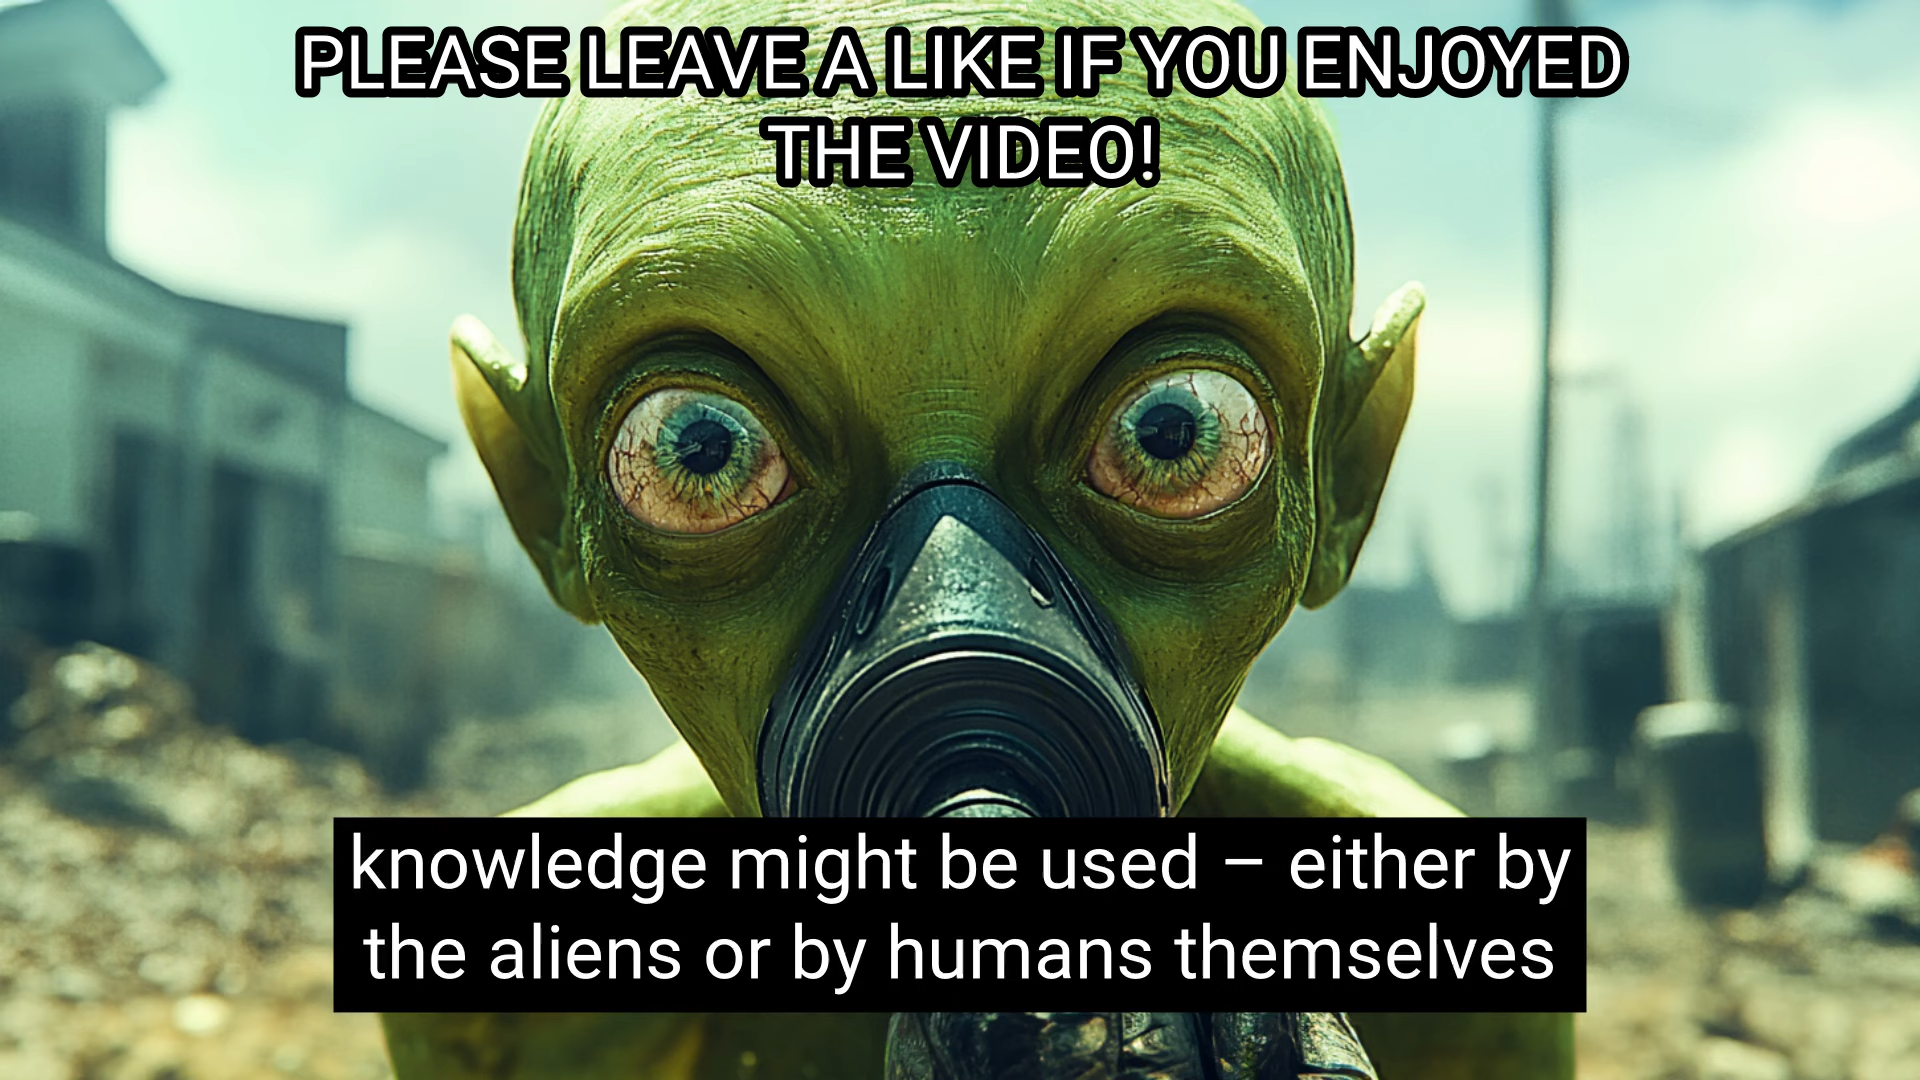 PLEASE LEAVE A LIKE IF YOU ENJOYED
THE VIDEO!
knowledge might be used – either by
the aliens or by humans themselves